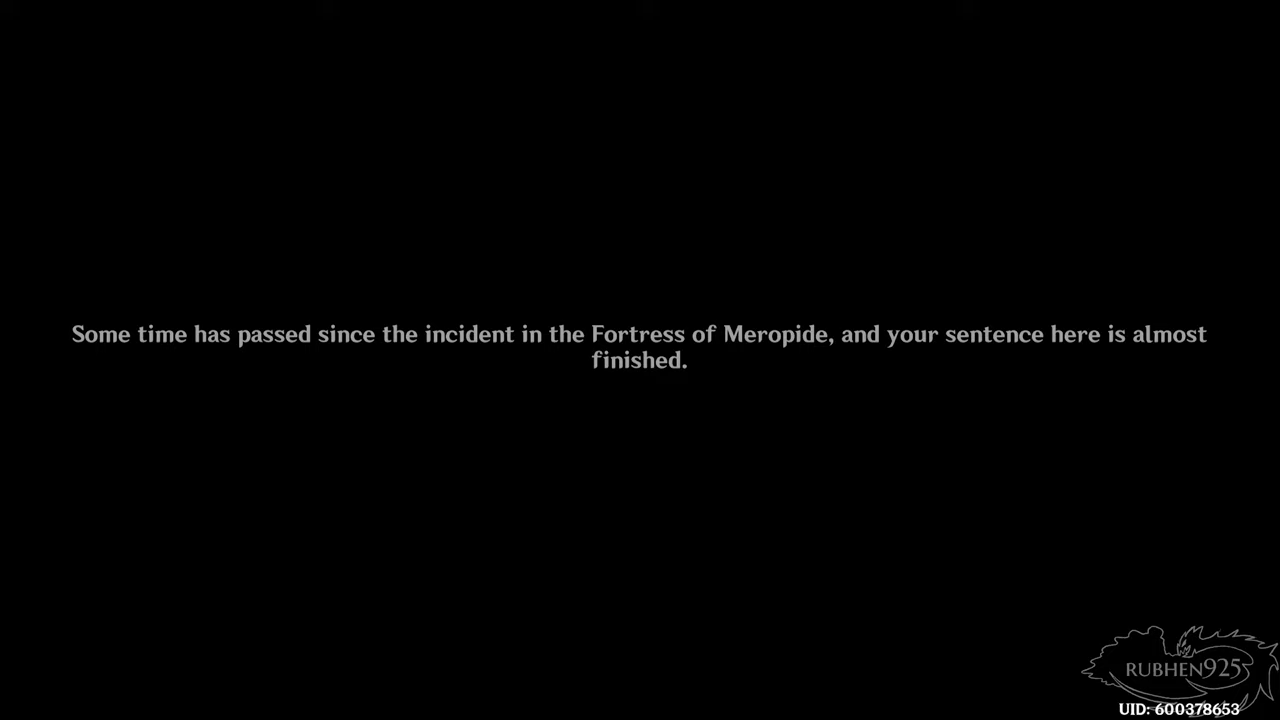 Some time has passed since the incident in the Fortress of Meropide, and your sentence here is almost
finished.
RUBHEN925
UID: 600378653